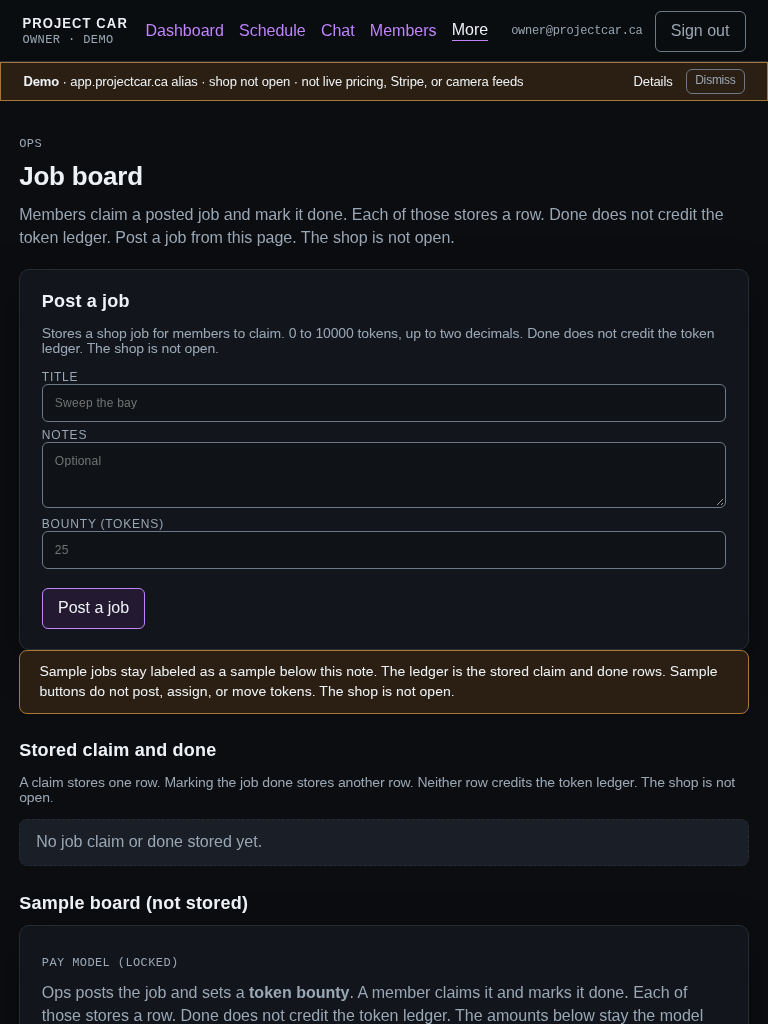 PROJECT CAR
OWNER · DEMO
Dashboard Schedule Chat Members More
owner@projectcar.ca
Sign out
Demo · app.projectcar.ca alias · shop not open · not live pricing, Stripe, or camera feeds
Details
Dismiss
OPS
Job board
Members claim a posted job and mark it done. Each of those stores a row. Done does not credit the
token ledger. Post a job from this page. The shop is not open.
Post a job
Stores a shop job for members to claim. 0 to 10000 tokens, up to two decimals. Done does not credit the token
ledger. The shop is not open.
TITLE
Sweep the bay
NOTES
Optional
BOUNTY (TOKENS)
25
Post a job
Sample jobs stay labeled as a sample below this note. The ledger is the stored claim and done rows. Sample
buttons do not post, assign, or move tokens. The shop is not open.
Stored claim and done
A claim stores one row. Marking the job done stores another row. Neither row credits the token ledger. The shop is not
open.
No job claim or done stored yet.
Sample board (not stored)
PAY MODEL (LOCKED)
Ops posts the job and sets a token bounty. A member claims it and marks it done. Each of
those stores a row. Done does not credit the token ledger. The amounts below stay the model